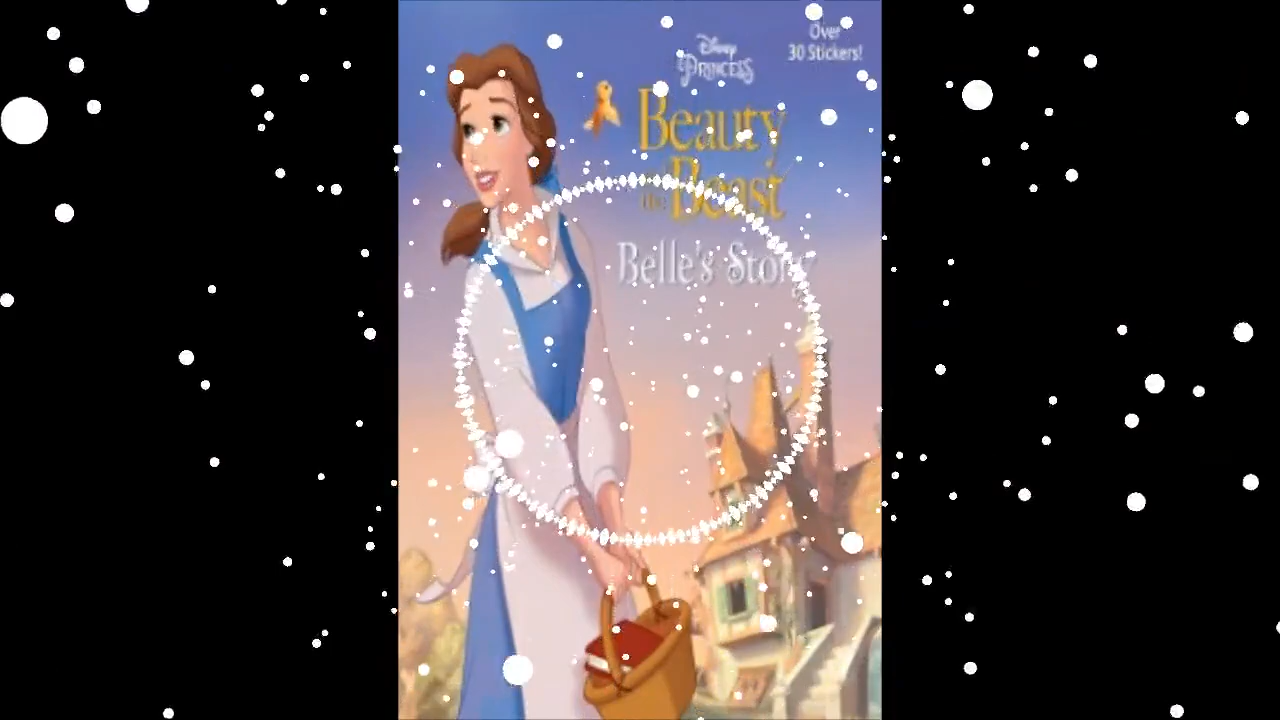 Over
30 Stickers!
Disney
PRINCESS
Beauty
the Beast
Belle's Story